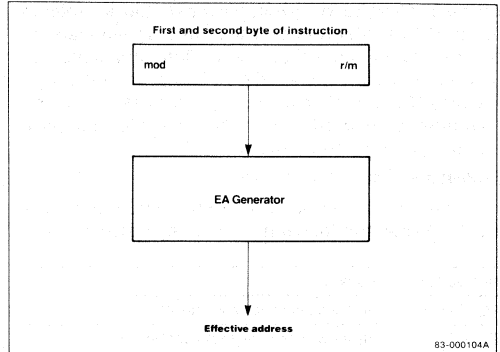 First and second byte of instruction
mod r/m
EA Generator
Effective address
83-000104A